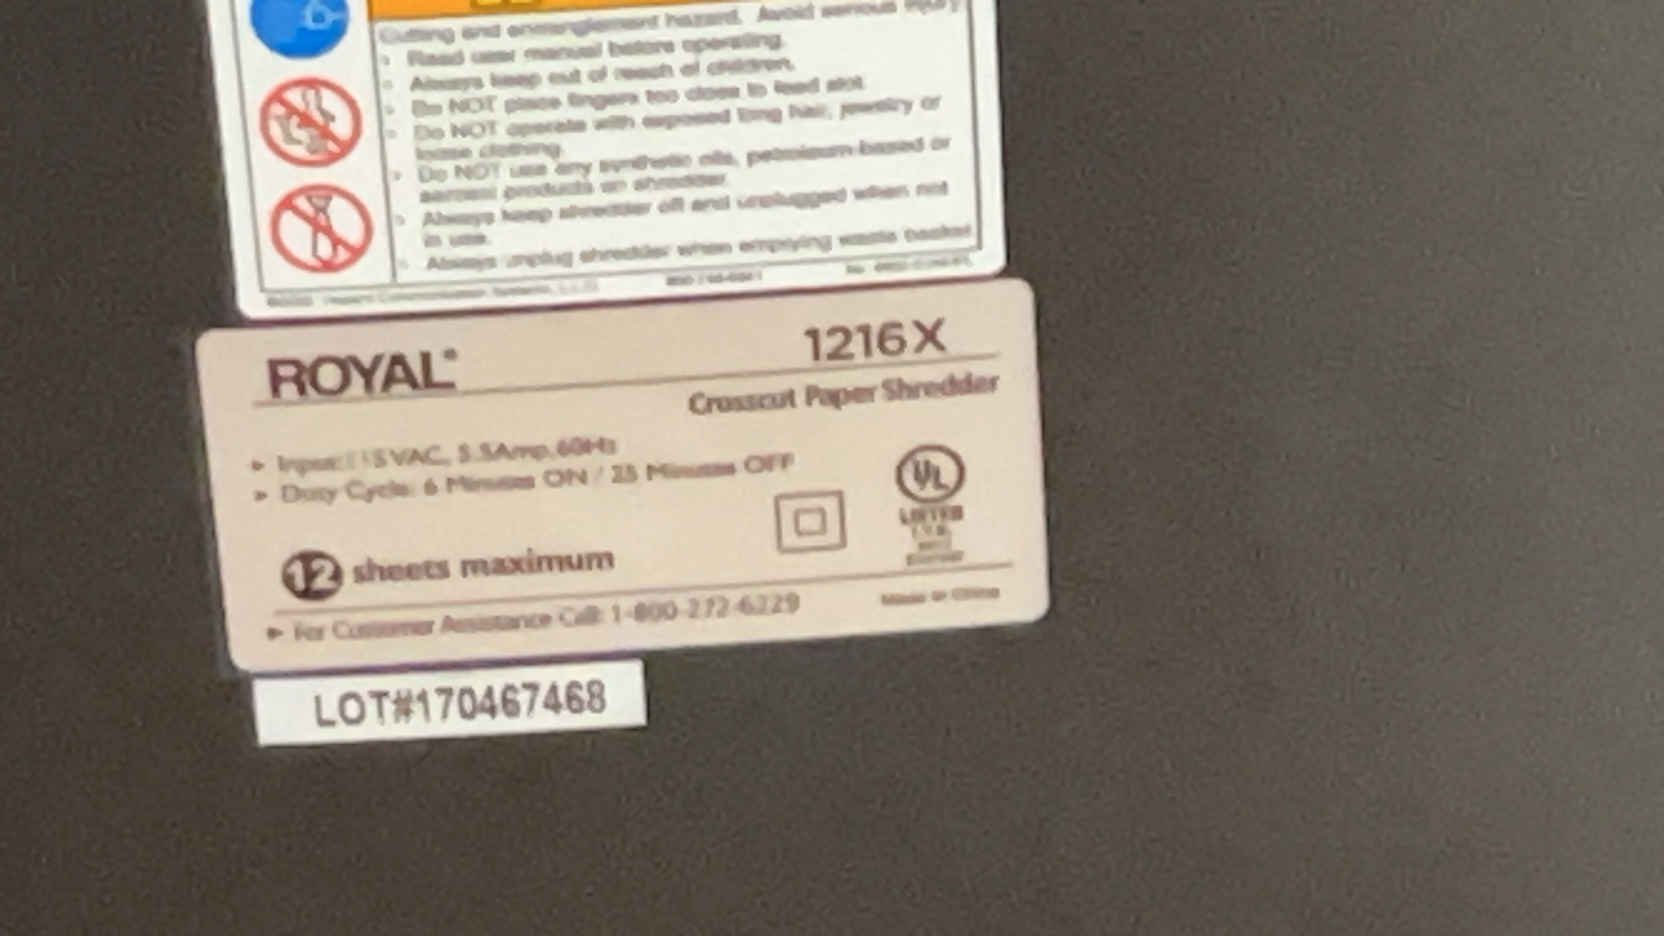 Cutting and entanglement hazard. Avoid serious injury
Read user manual before operating.
Always keep out of reach of children.
Do NOT place fingers too close to feed slot
Do NOT operate with exposed long hair, jewelry or
loose clothing.
Do NOT use any synthetic oils, petroleum-based or
aerosol products on shredder.
Always keep shredder off and unplugged when not
in use.
Always unplug shredder when emptying waste basket
ROYAL® 1216X
Crosscut Paper Shredder
▸ Input: 115VAC, 5.5Amp, 60Hz
▸ Duty Cycle: 6 Minutes ON / 25 Minutes OFF
UL
LISTED
12 sheets maximum
▸ For Customer Assistance Call: 1-800-272-6229
Made in China
LOT#170467468